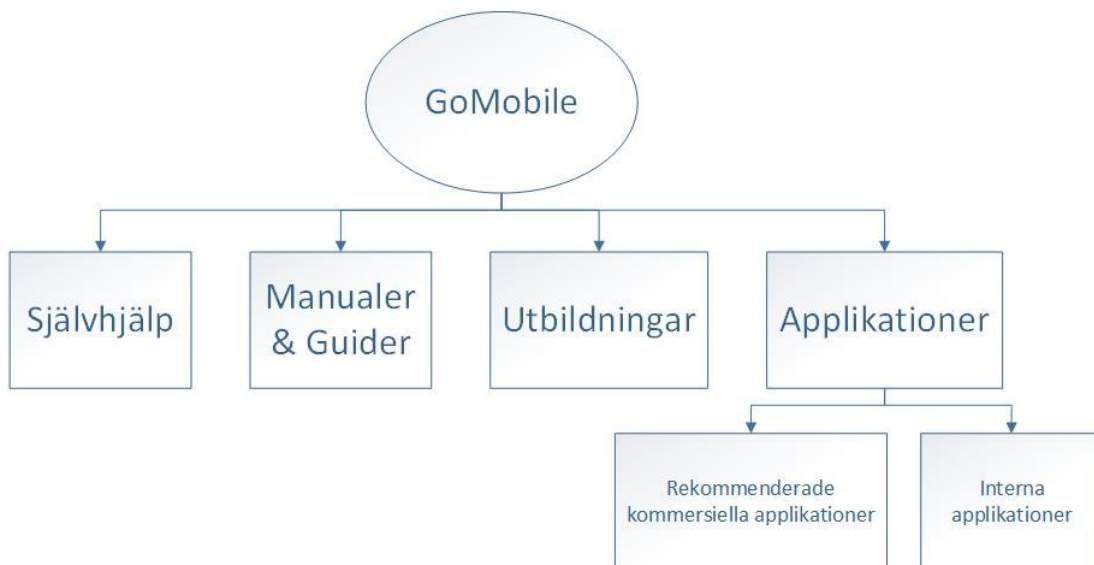 GoMobile
Självhjälp
Manualer
& Guider
Utbildningar
Applikationer
Rekommenderade
kommersiella applikationer
Interna
applikationer